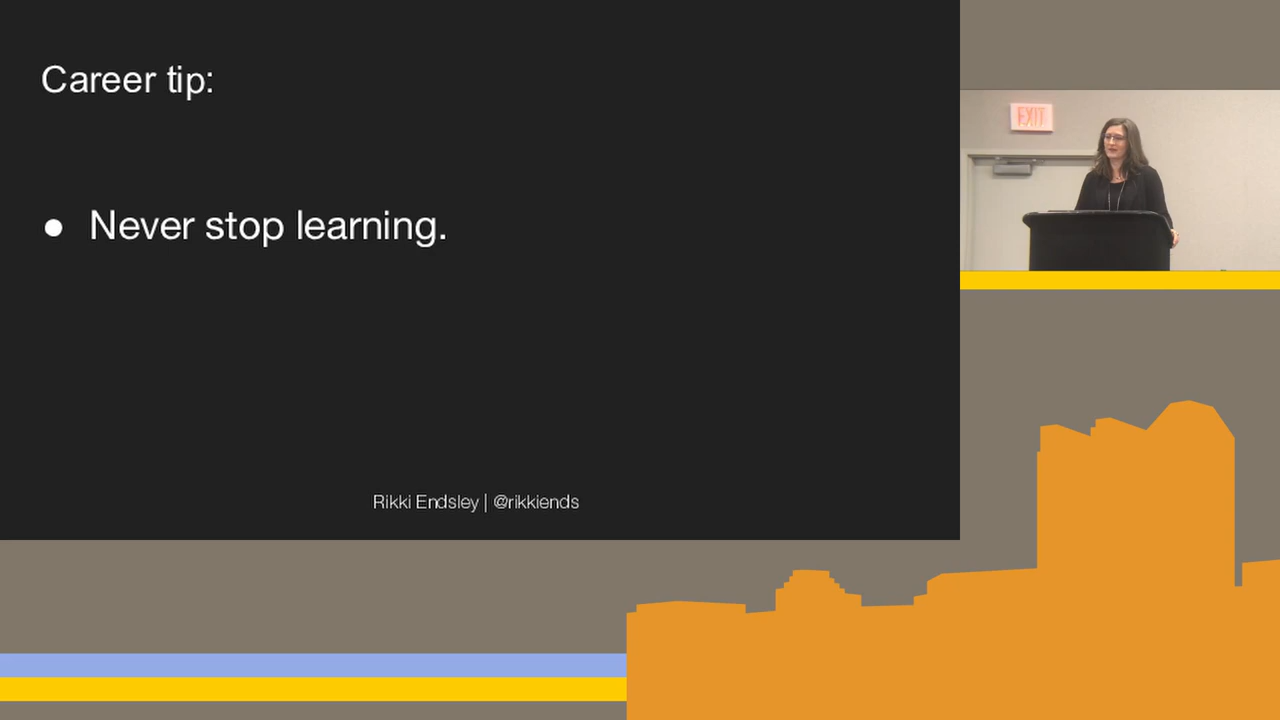 Career tip:
● Never stop learning.
Rikki Endsley | @rikkiends
EXIT